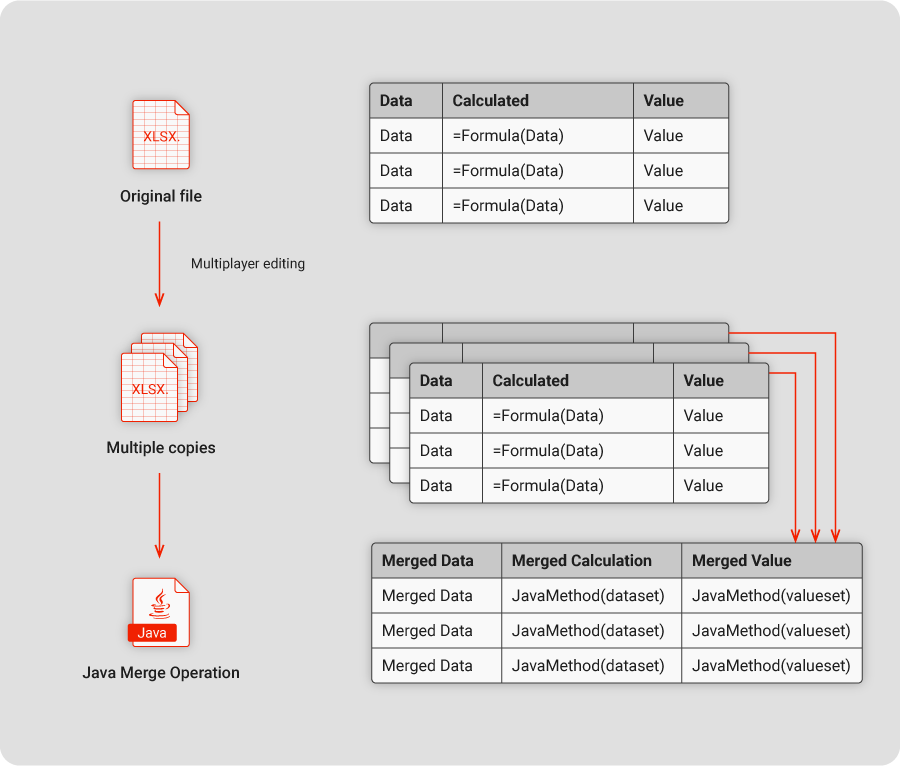 XLSX.
Original file
Data Calculated Value
Data =Formula(Data) Value
Data =Formula(Data) Value
Data =Formula(Data) Value
Multiplayer editing
XLSX.
Multiple copies
Data Calculated Value
Data =Formula(Data) Value
Data =Formula(Data) Value
Data =Formula(Data) Value
Java
Java Merge Operation
Merged Data Merged Calculation Merged Value
Merged Data JavaMethod(dataset) JavaMethod(valueset)
Merged Data JavaMethod(dataset) JavaMethod(valueset)
Merged Data JavaMethod(dataset) JavaMethod(valueset)